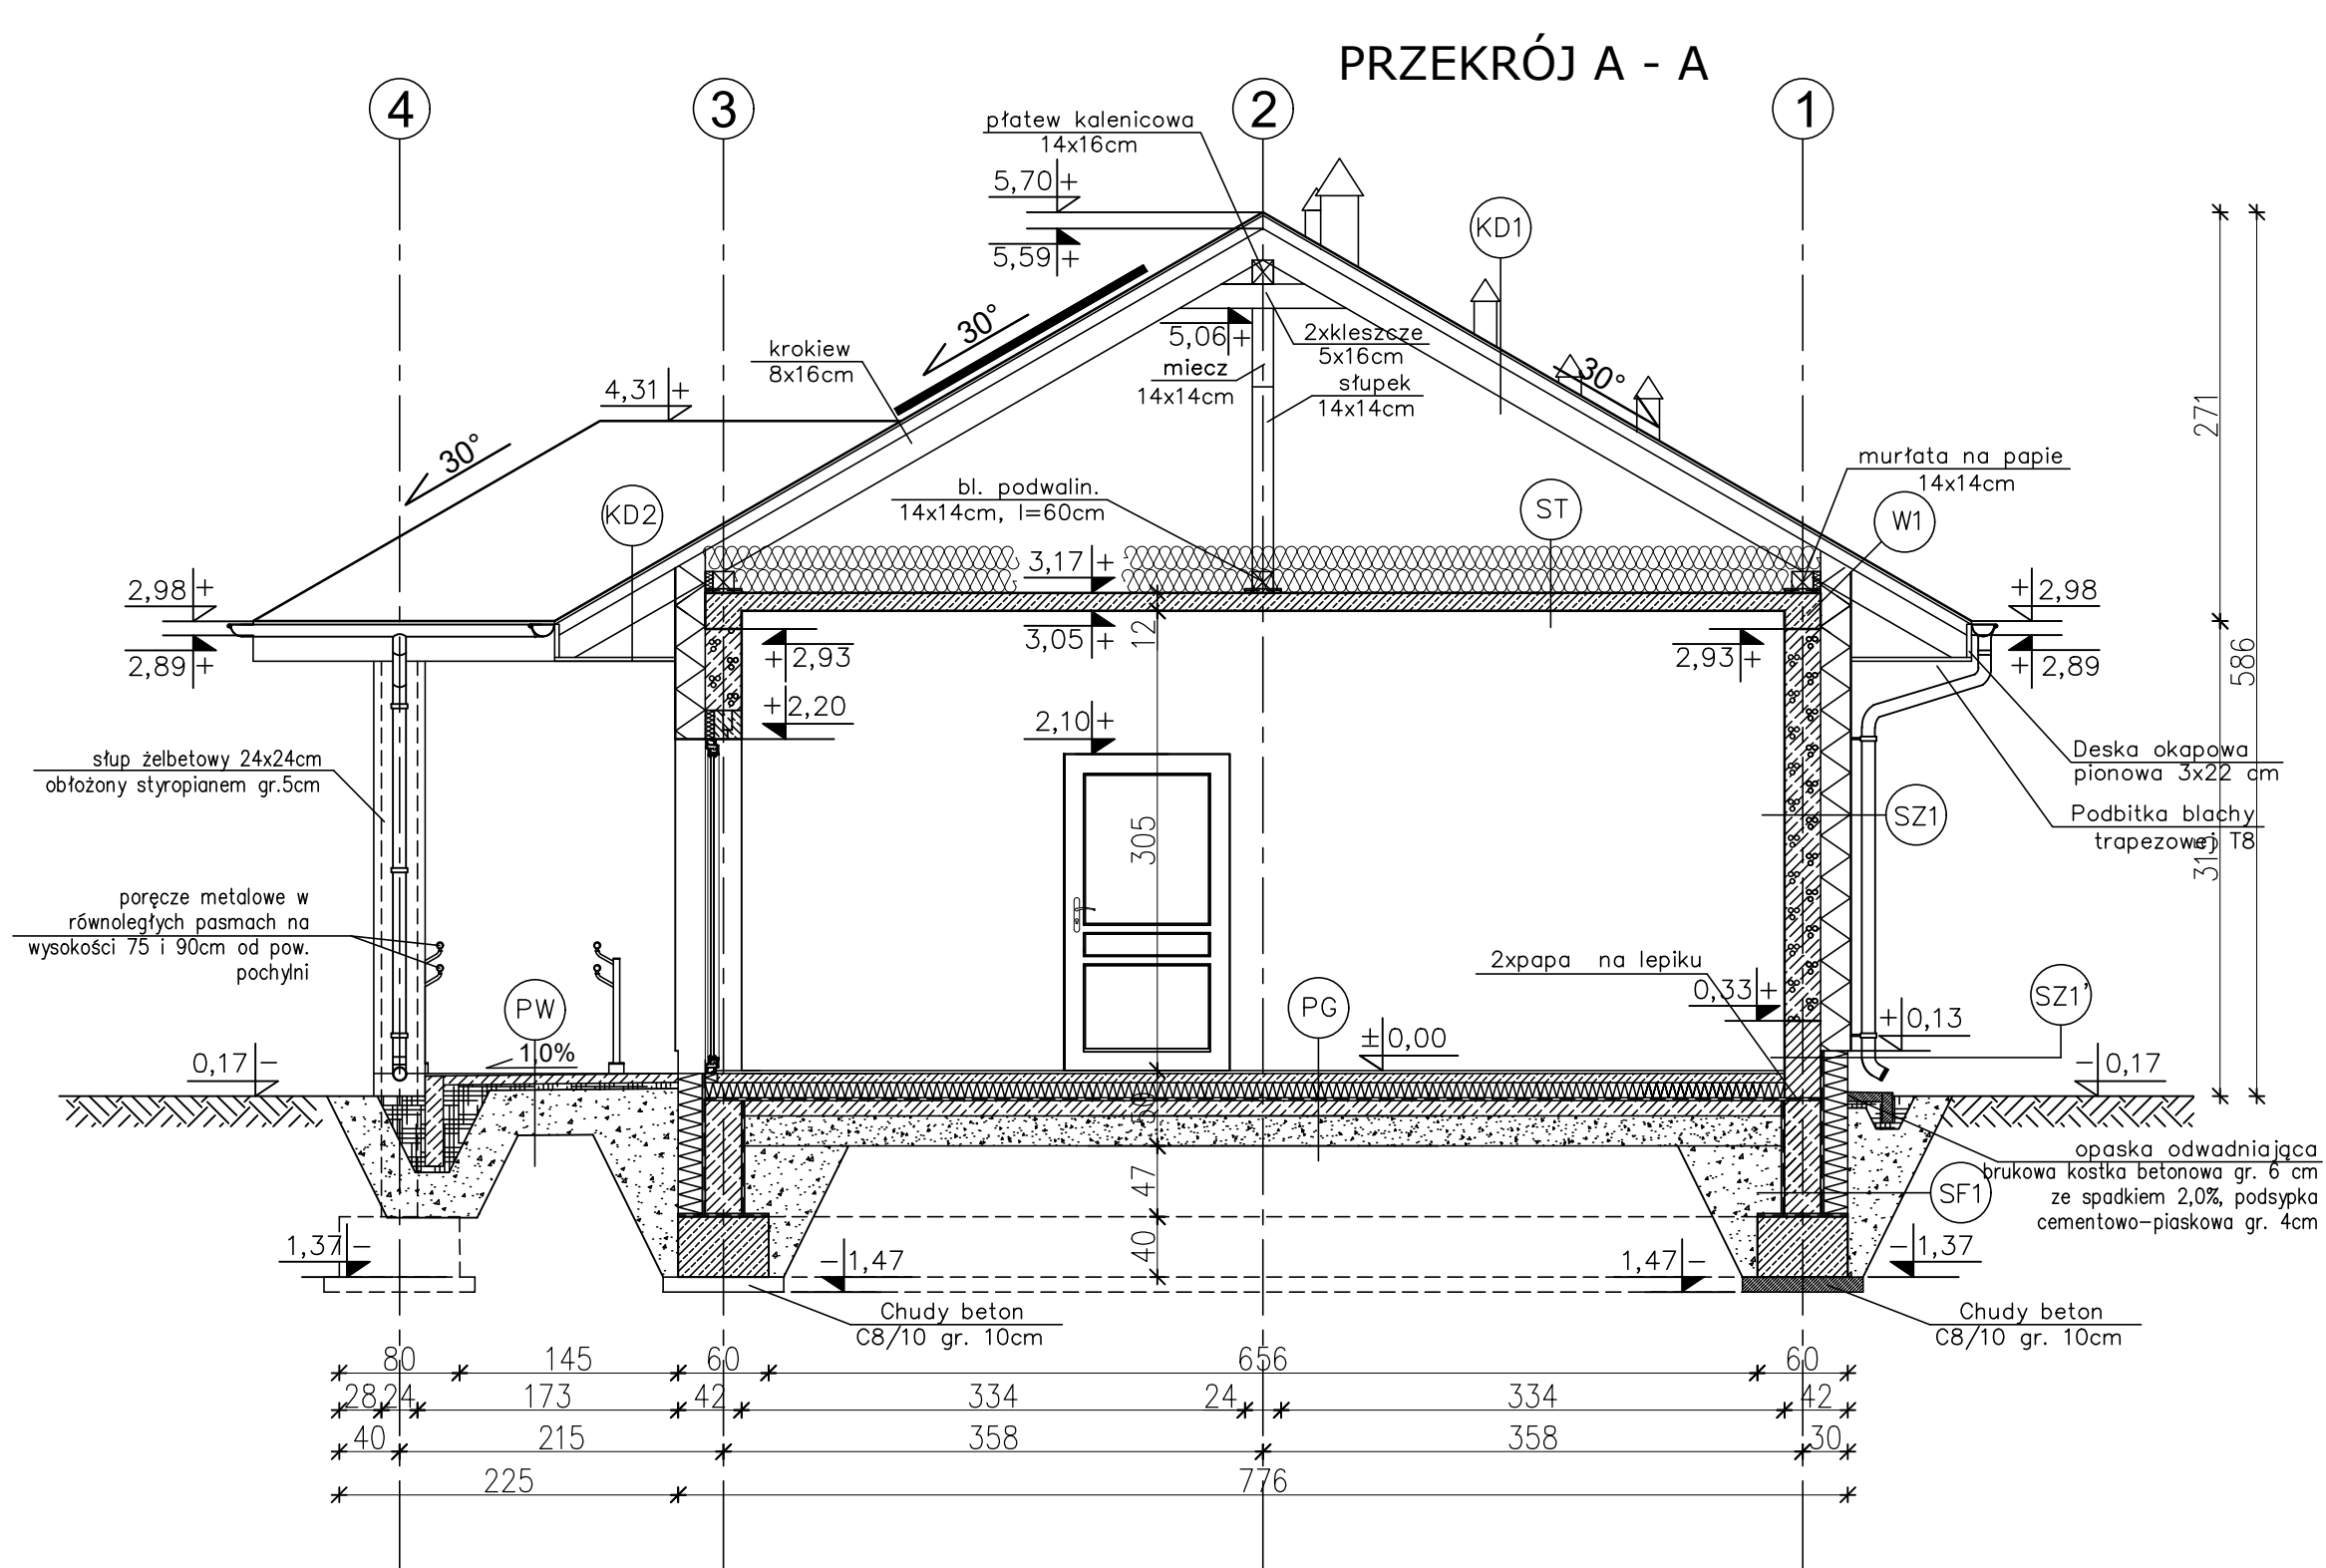 PRZEKRÓJ A - A
4
3
2
1
płatew kalenicowa
14x16cm
5,70 +
5,59 +
KD1
30°
5,06 +
2xkleszcze
5x16cm
miecz
14x14cm
słupek
14x14cm
30°
krokiew
8x16cm
4,31 +
30°
271
murłata na papie
14x14cm
bl. podwalin.
14x14cm, l=60cm
KD2
ST
W1
3,17 +
3,05 +
12
2,98 +
2,89 +
+ 2,98
+ 2,89
586
+ 2,93
2,93 +
+ 2,20
2,10 +
słup żelbetowy 24x24cm
obłożony styropianem gr.5cm
Deska okapowa
pionowa 3x22 cm
Podbitka blachy
trapezowej T8
315
305
SZ1
poręcze metalowe w
równoległych pasmach na
wysokości 75 i 90cm od pow.
pochylni
2xpapa na lepiku
0,33 +
SZ1'
PW
PG
± 0,00
+ 0,13
1,0%
0,17 -
- 0,17
47
40
SF1
opaska odwadniająca
brukowa kostka betonowa gr. 6 cm
ze spadkiem 2,0%, podsypka
cementowo-piaskowa gr. 4cm
1,37 -
- 1,47
1,47 -
- 1,37
Chudy beton
C8/10 gr. 10cm
Chudy beton
C8/10 gr. 10cm
80 145 60 656 60
28 24 173 42 334 24 334 42
40 215 358 358 30
225 776